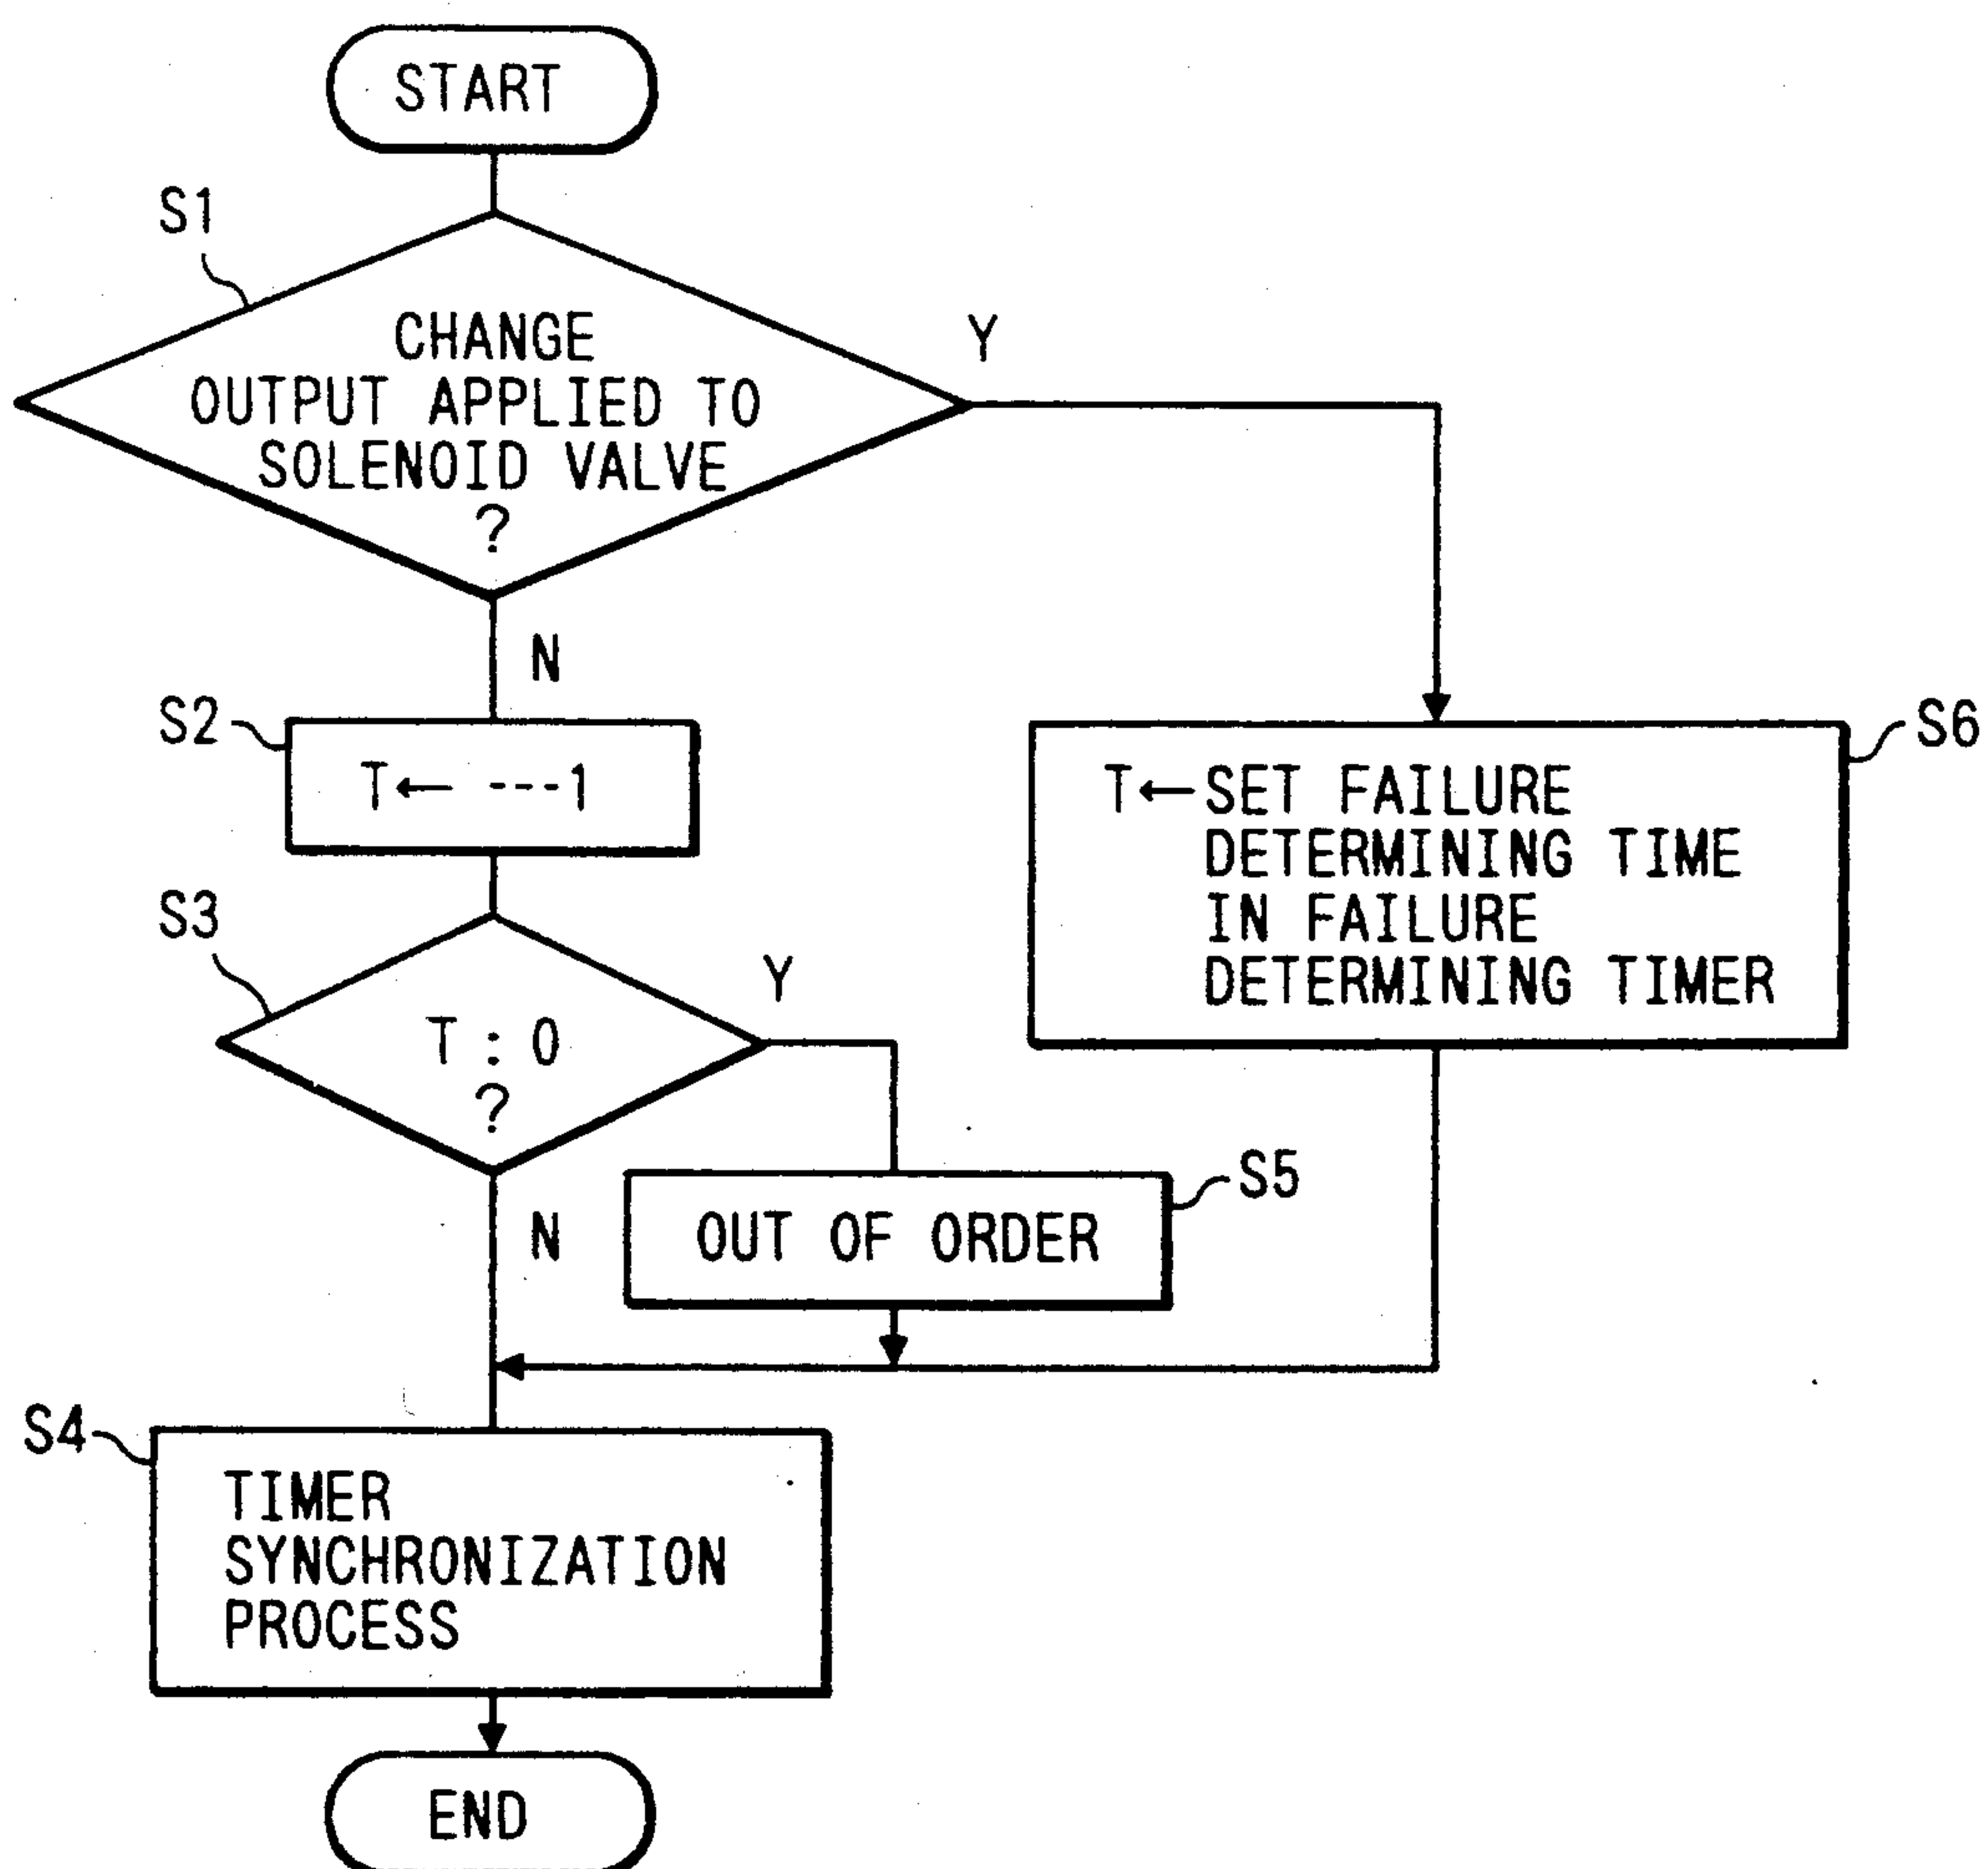 START
S1
CHANGE
OUTPUT APPLIED TO
SOLENOID VALVE
?
Y
N
S2
T← ---1
S6
T←SET FAILURE
DETERMINING TIME
IN FAILURE
DETERMINING TIMER
S3
T : 0
?
Y
N
S5
OUT OF ORDER
S4
TIMER
SYNCHRONIZATION
PROCESS
END